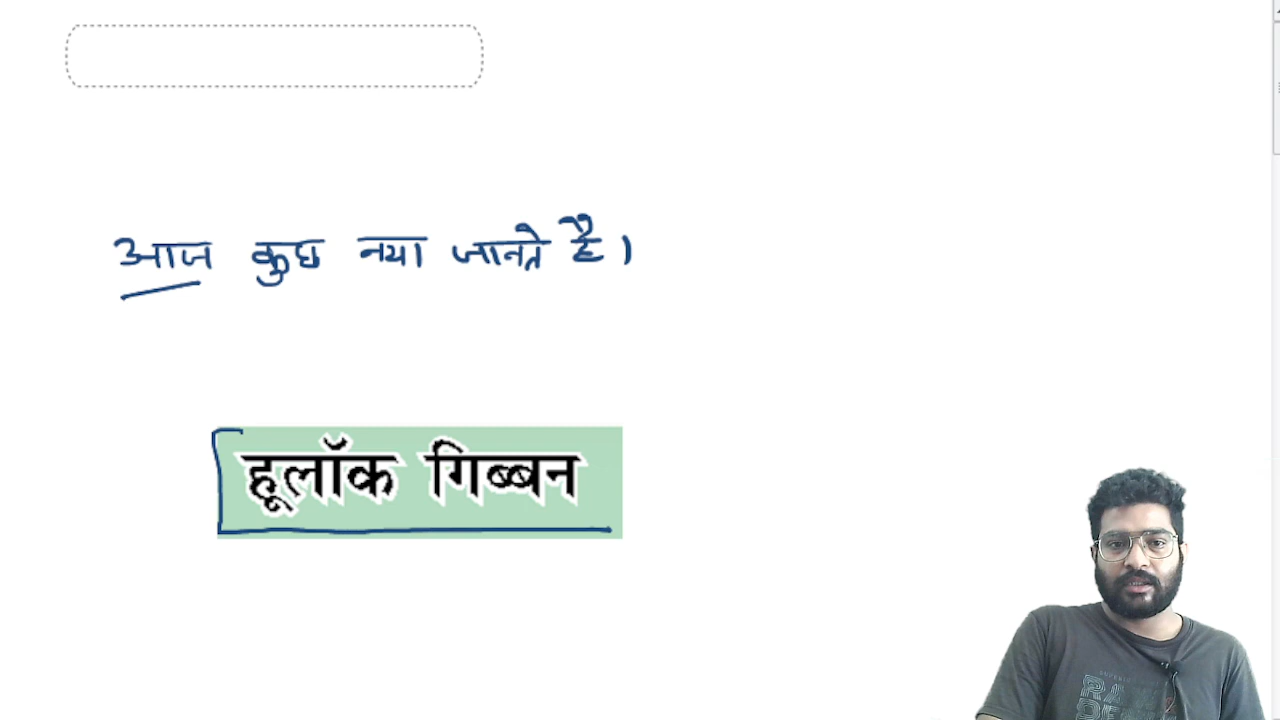 आज कुछ नया जानते है।
हूलॉक गिब्बन